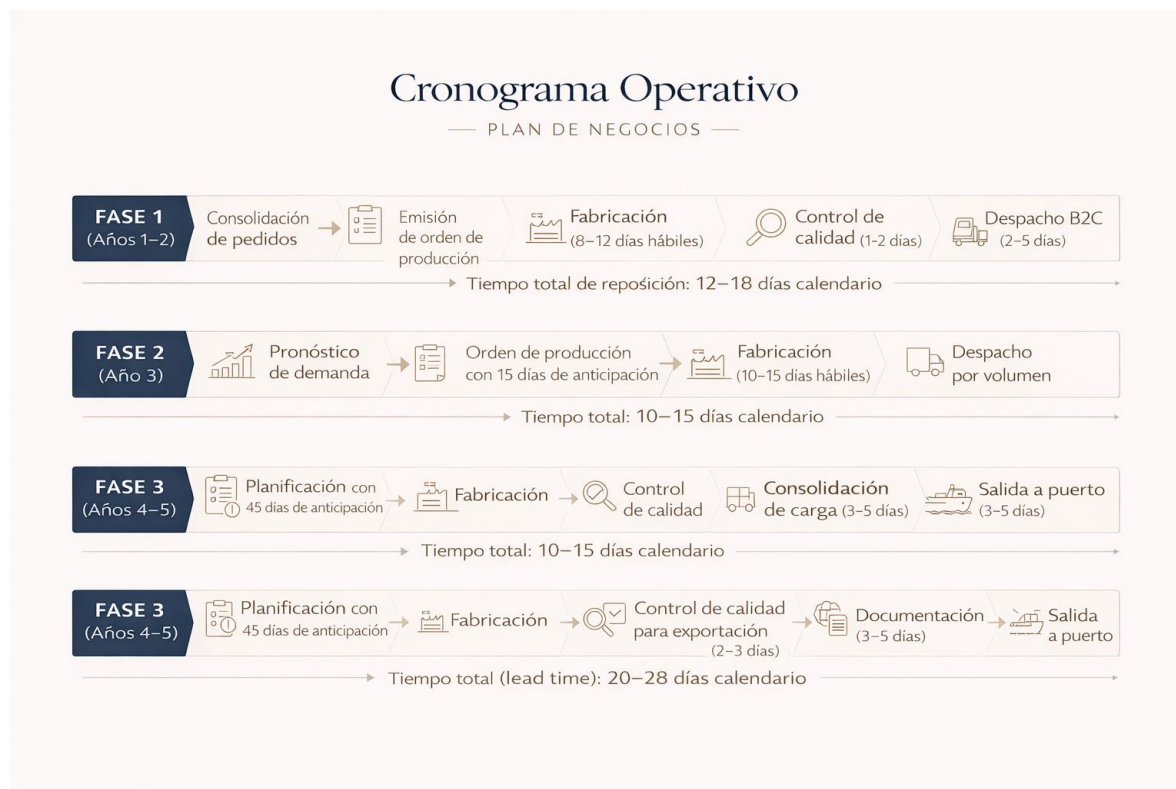 Cronograma Operativo
PLAN DE NEGOCIOS
FASE 1
(Años 1–2)
Consolidación
de pedidos
Emisión
de orden de
producción
Fabricación
(8–12 días hábiles)
Control de
calidad (1-2 días)
Despacho B2C
(2–5 días)
Tiempo total de reposición: 12–18 días calendario
FASE 2
(Año 3)
Pronóstico
de demanda
Orden de producción
con 15 días de anticipación
Fabricación
(10–15 dias hábiles)
Despacho
por volumen
Tiempo total: 10–15 días calendario
FASE 3
(Años 4–5)
Planificación con
45 días de anticipación
Fabricación
Control
de calidad
Consolidación
de carga (3–5 días)
Salida a puerto
(3–5 días)
Tiempo total: 10–15 días calendario
FASE 3
(Años 4–5)
Planificación con
45 días de anticipación
Fabricación
Control de calidad
para exportación
(2–3 días)
Documentación
(3–5 días)
Salida
a puerto
Tiempo total (lead time): 20–28 días calendario